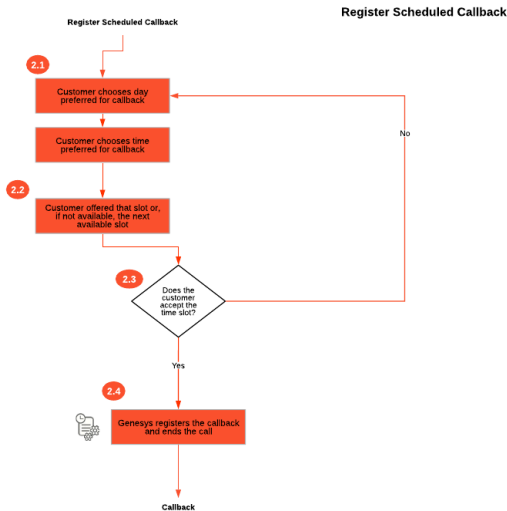 Register Scheduled Callback
Register Scheduled Callback
2.1
Customer chooses day
preferred for callback
No
Customer chooses time
preferred for callback
2.2
Customer offered that slot or,
if not available, the next
available slot
2.3
Does the
customer
accept the
time slot?
Yes
2.4
Genesys registers the callback
and ends the call
Callback